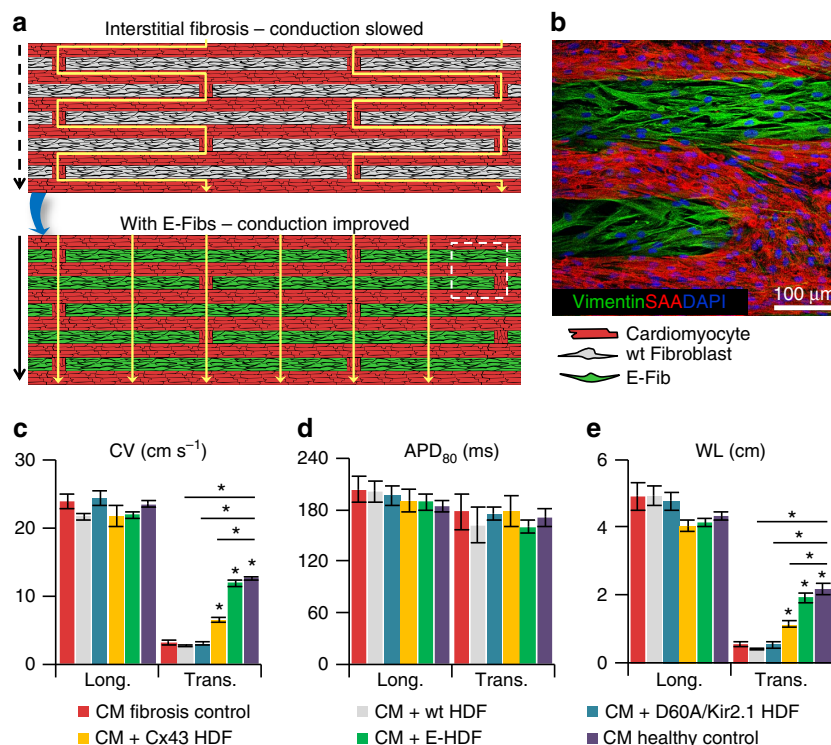 a
Interstitial fibrosis – conduction slowed
With E-Fibs – conduction improved
b
VimentinSAADAPI
100 μm
Cardiomyocyte
wt Fibroblast
E-Fib
c
CV (cm s⁻¹)
30
20
10
0
* * * * * *
Long. Trans.
d
APD₈₀ (ms)
240
180
120
60
0
Long. Trans.
e
WL (cm)
6
4
2
0
* * * * * *
Long. Trans.
CM fibrosis control
CM + wt HDF
CM + D60A/Kir2.1 HDF
CM + Cx43 HDF
CM + E-HDF
CM healthy control